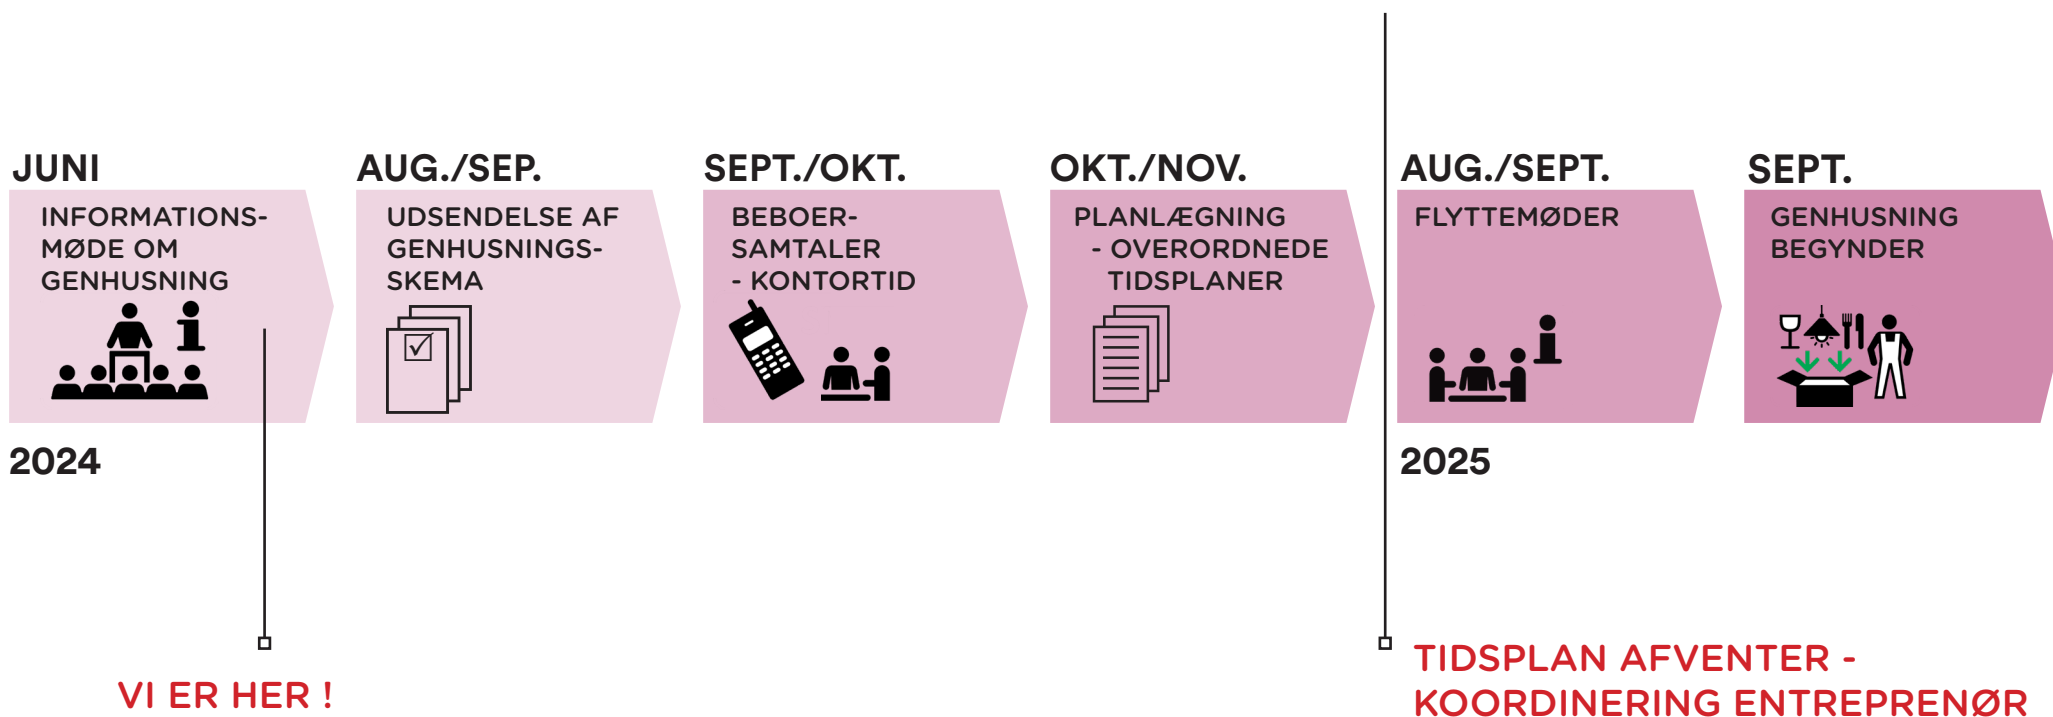 JUNI
INFORMATIONS-
MØDE OM
GENHUSNING
2024
VI ER HER !
AUG./SEP.
UDSENDELSE AF
GENHUSNINGS-
SKEMA
SEPT./OKT.
BEBOER-
SAMTALER
- KONTORTID
OKT./NOV.
PLANLÆGNING
- OVERORDNEDE
TIDSPLANER
AUG./SEPT.
FLYTTEMØDER
2025
SEPT.
GENHUSNING
BEGYNDER
TIDSPLAN AFVENTER -
KOORDINERING ENTREPRENØR